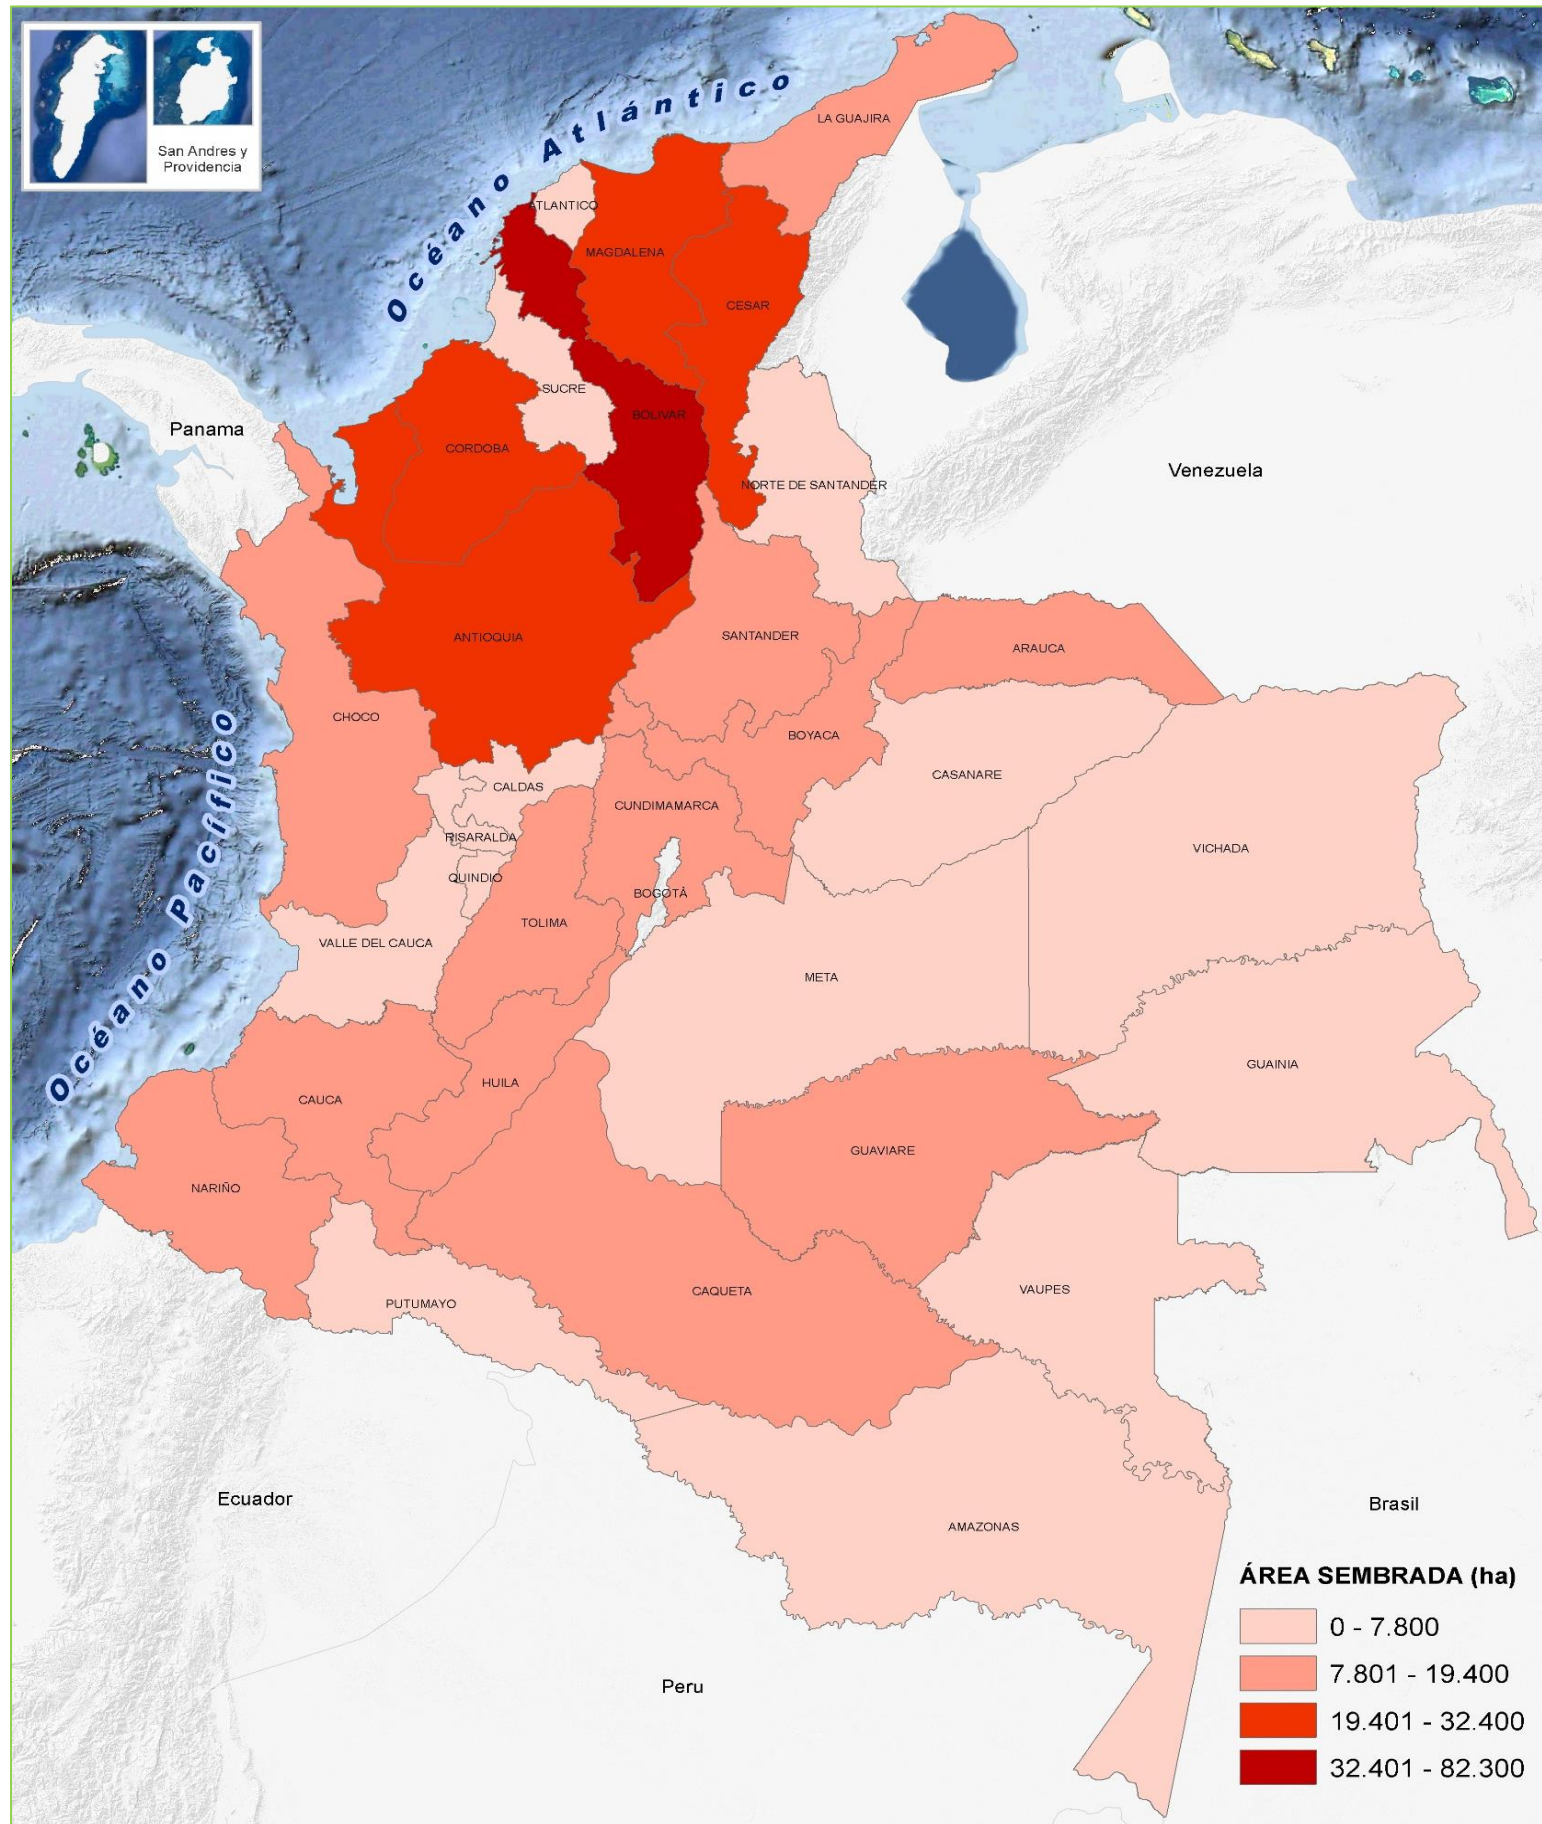 San Andres y
Providencia
Océano Atlántico
LA GUAJIRA
ATLANTICO
MAGDALENA
CESAR
SUCRE
BOLIVAR
Panama
CORDOBA
Venezuela
NORTE DE SANTANDER
ANTIOQUIA
SANTANDER
ARAUCA
CHOCO
BOYACA
Océano Pacífico
CASANARE
CALDAS
CUNDIMAMARCA
RISARALDA
VICHADA
QUINDIO
BOGOTÀ
TOLIMA
VALLE DEL CAUCA
META
GUAINIA
HUILA
CAUCA
GUAVIARE
NARIÑO
CAQUETA
VAUPES
PUTUMAYO
Ecuador
Brasil
AMAZONAS
Peru
ÁREA SEMBRADA (ha)
0 - 7.800
7.801 - 19.400
19.401 - 32.400
32.401 - 82.300